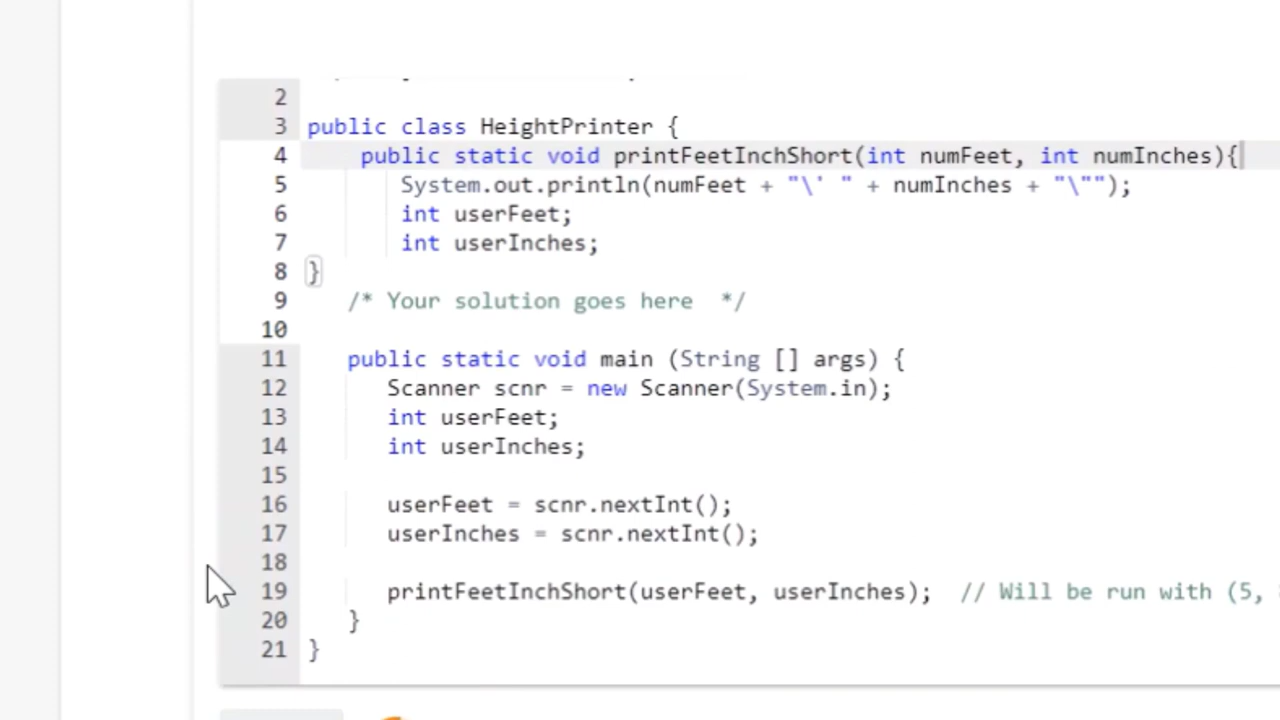 2
3 public class HeightPrinter {
4 public static void printFeetInchShort(int numFeet, int numInches){
5 System.out.println(numFeet + "\' " + numInches + "\"");
6 int userFeet;
7 int userInches;
8 }
9 /* Your solution goes here  */
10
11 public static void main (String [] args) {
12 Scanner scnr = new Scanner(System.in);
13 int userFeet;
14 int userInches;
15
16 userFeet = scnr.nextInt();
17 userInches = scnr.nextInt();
18
19 printFeetInchShort(userFeet, userInches);  // Will be run with (5,
20 }
21 }